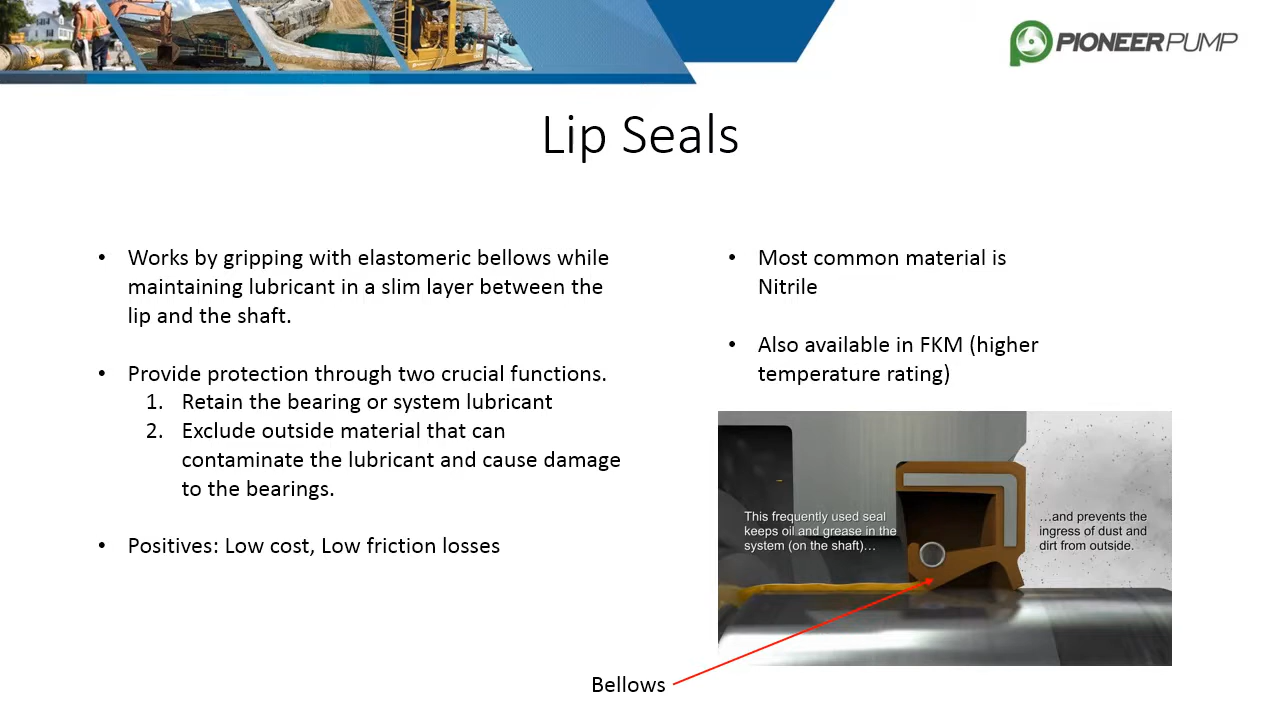 PIONEERPUMP
Lip Seals
• Works by gripping with elastomeric bellows while
maintaining lubricant in a slim layer between the
lip and the shaft.
• Provide protection through two crucial functions.
1. Retain the bearing or system lubricant
2. Exclude outside material that can
contaminate the lubricant and cause damage
to the bearings.
• Positives: Low cost, Low friction losses
• Most common material is
Nitrile
• Also available in FKM (higher
temperature rating)
This frequently used seal
keeps oil and grease in the
system (on the shaft)…
…and prevents the
ingress of dust and
dirt from outside.
Bellows